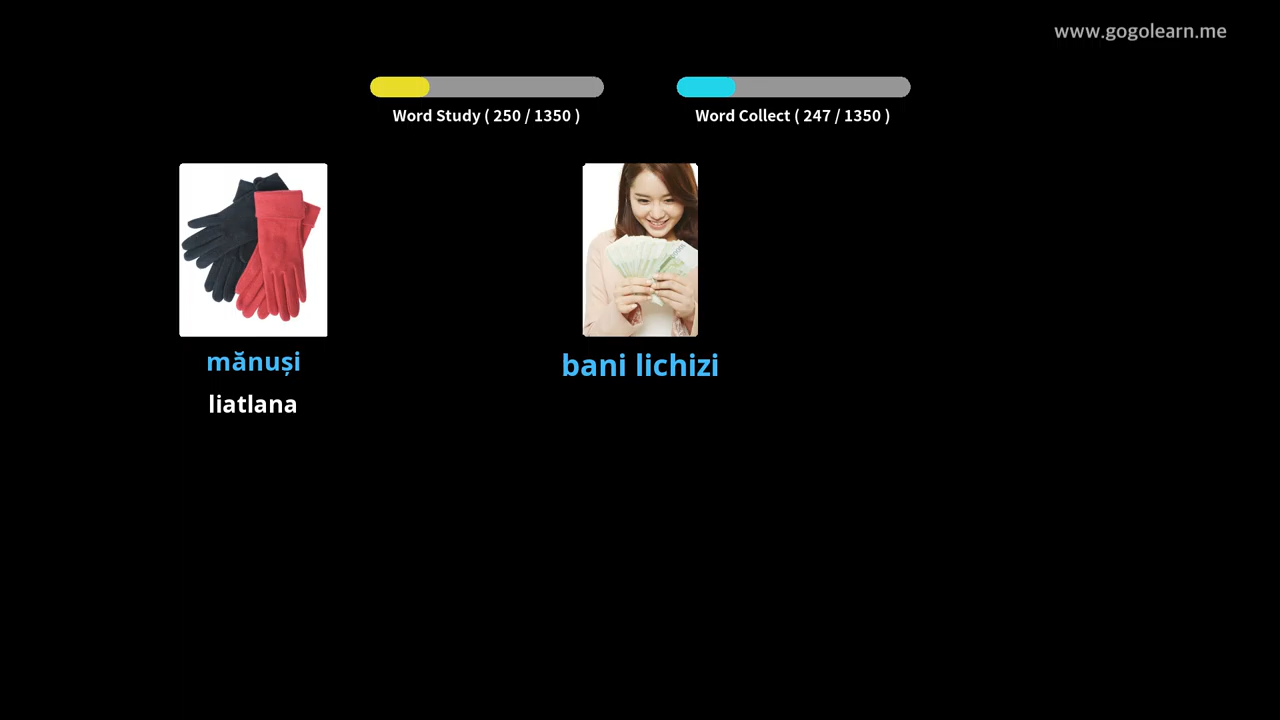 www.gogolearn.me
Word Study ( 250 / 1350 )
Word Collect ( 247 / 1350 )
mănuși
liatlana
bani lichizi